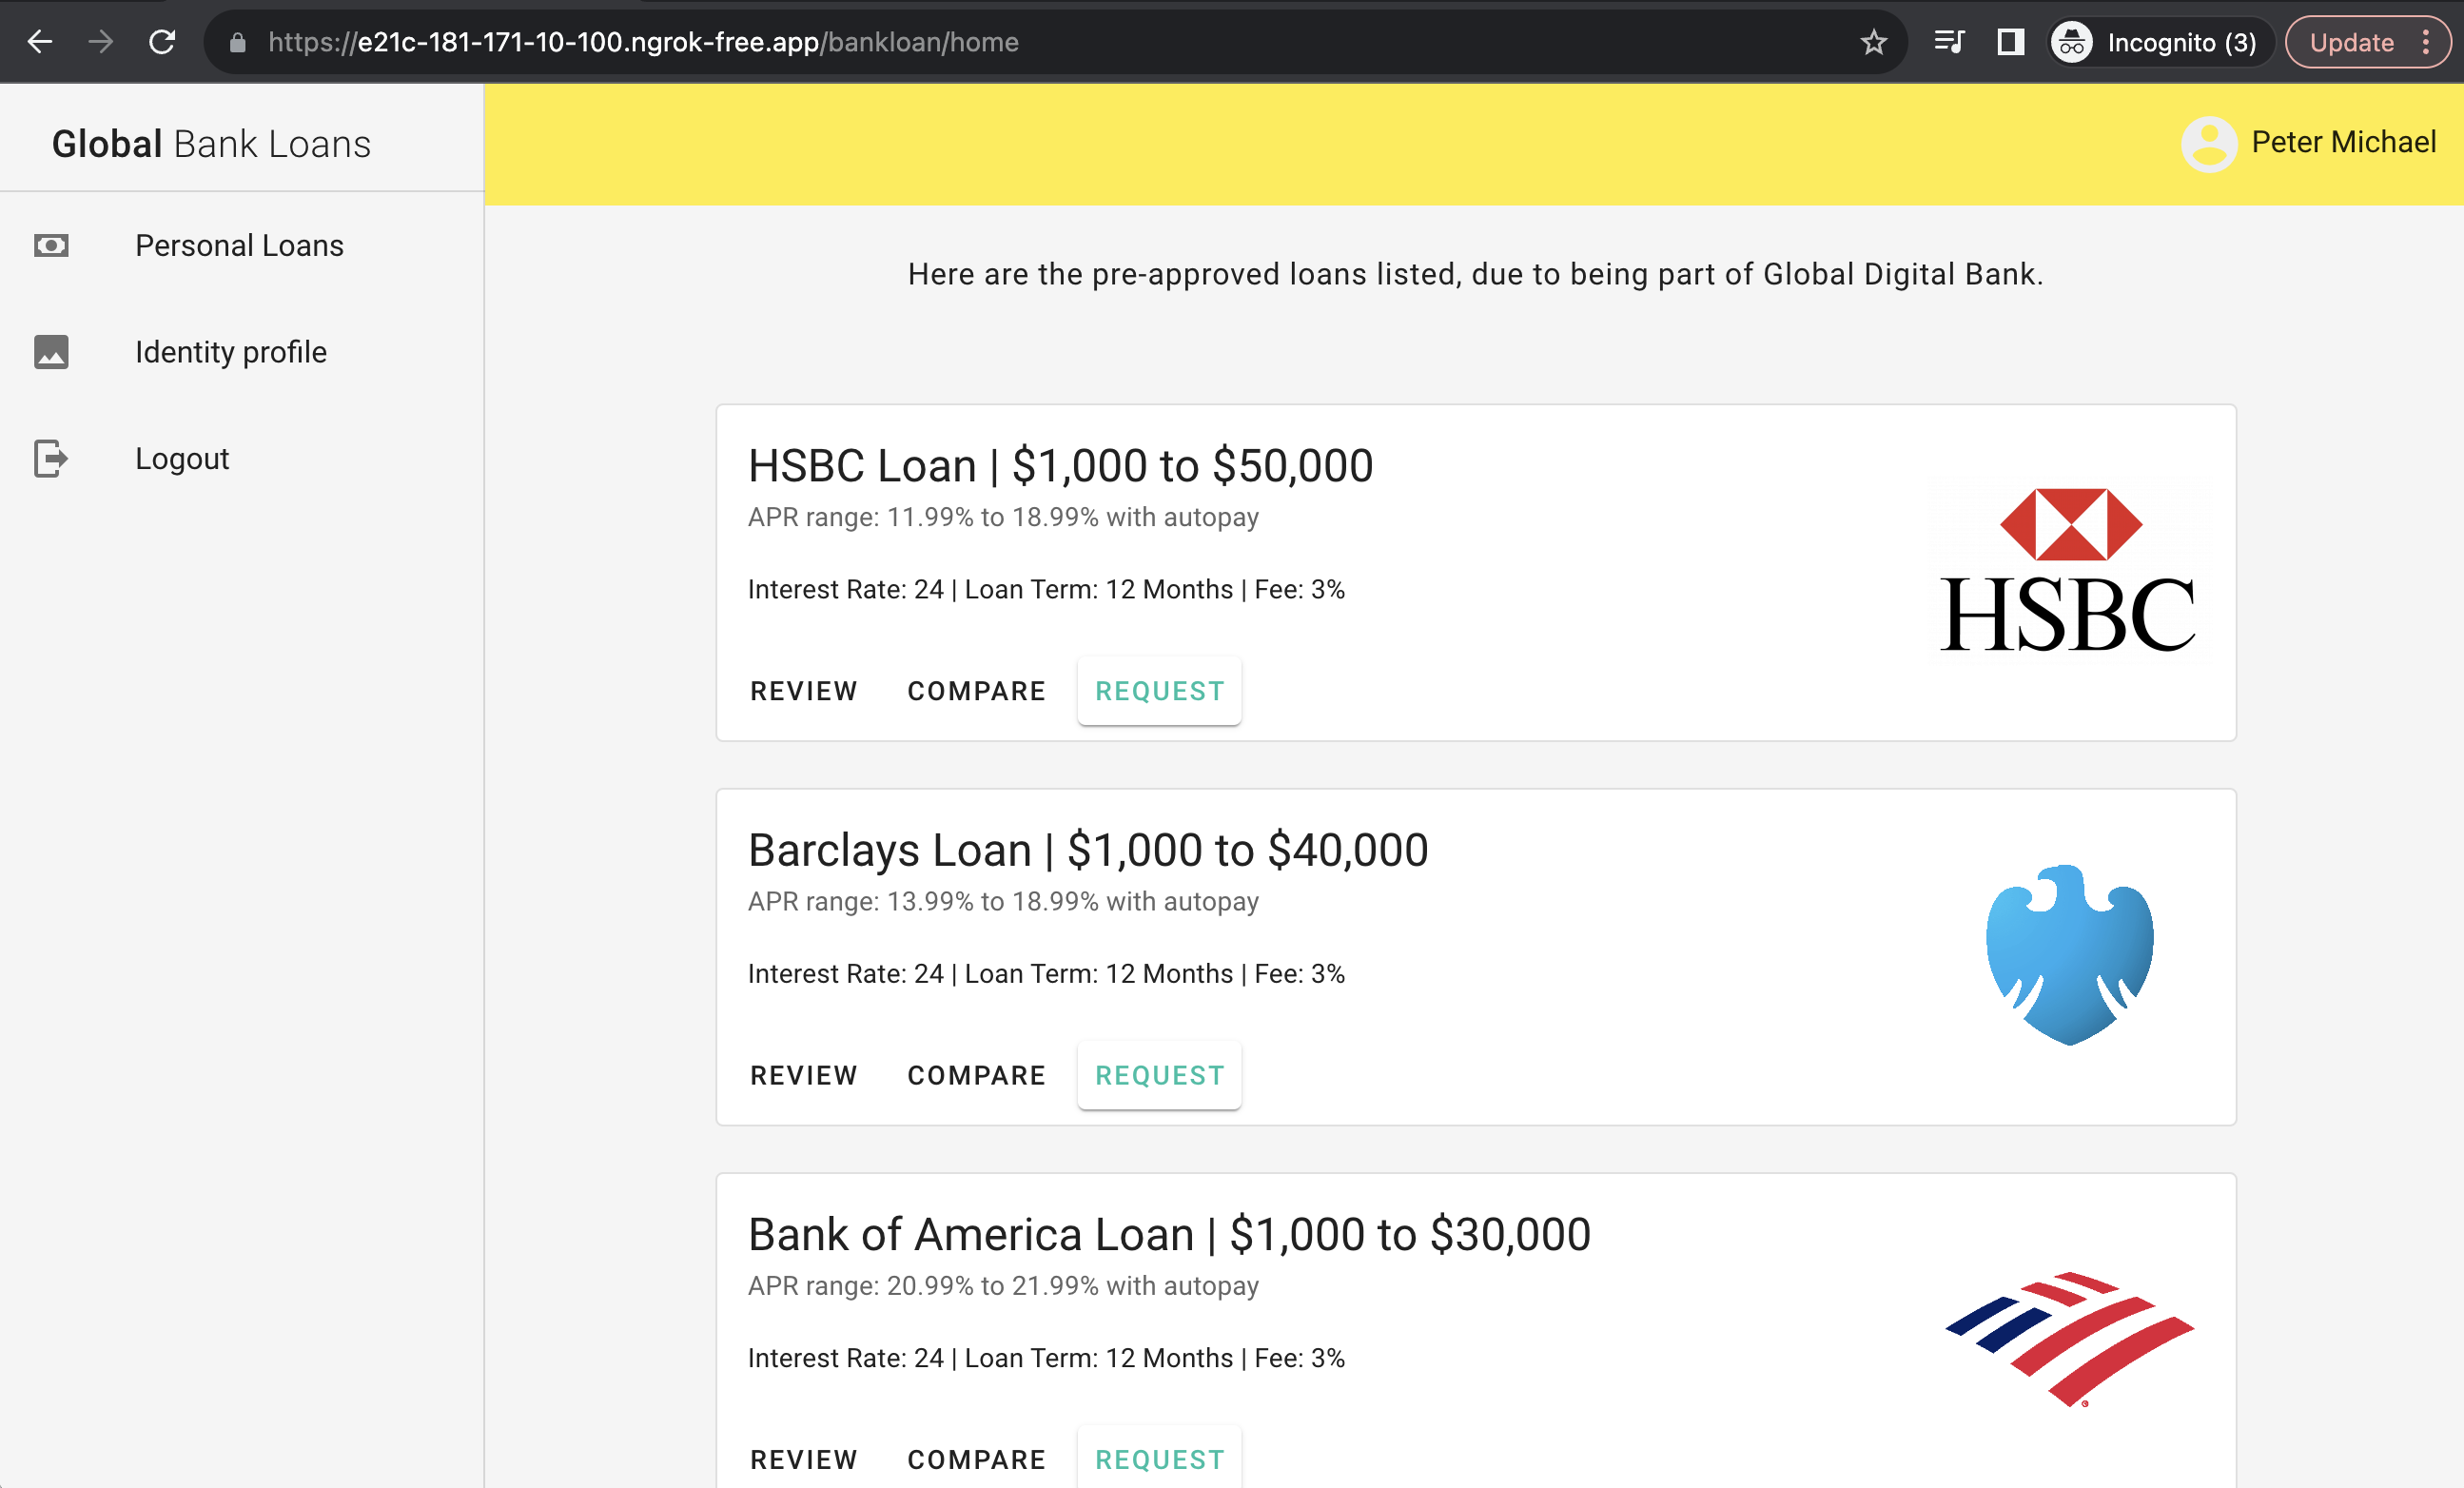 https://e21c-181-171-10-100.ngrok-free.app/bankloan/home
Incognito (3)
Update
Global Bank Loans
Peter Michael
Personal Loans
Identity profile
Logout
Here are the pre-approved loans listed, due to being part of Global Digital Bank.
HSBC Loan | $1,000 to $50,000
APR range: 11.99% to 18.99% with autopay
Interest Rate: 24 | Loan Term: 12 Months | Fee: 3%
REVIEW COMPARE REQUEST
HSBC
Barclays Loan | $1,000 to $40,000
APR range: 13.99% to 18.99% with autopay
Interest Rate: 24 | Loan Term: 12 Months | Fee: 3%
REVIEW COMPARE REQUEST
Bank of America Loan | $1,000 to $30,000
APR range: 20.99% to 21.99% with autopay
Interest Rate: 24 | Loan Term: 12 Months | Fee: 3%
REVIEW COMPARE REQUEST